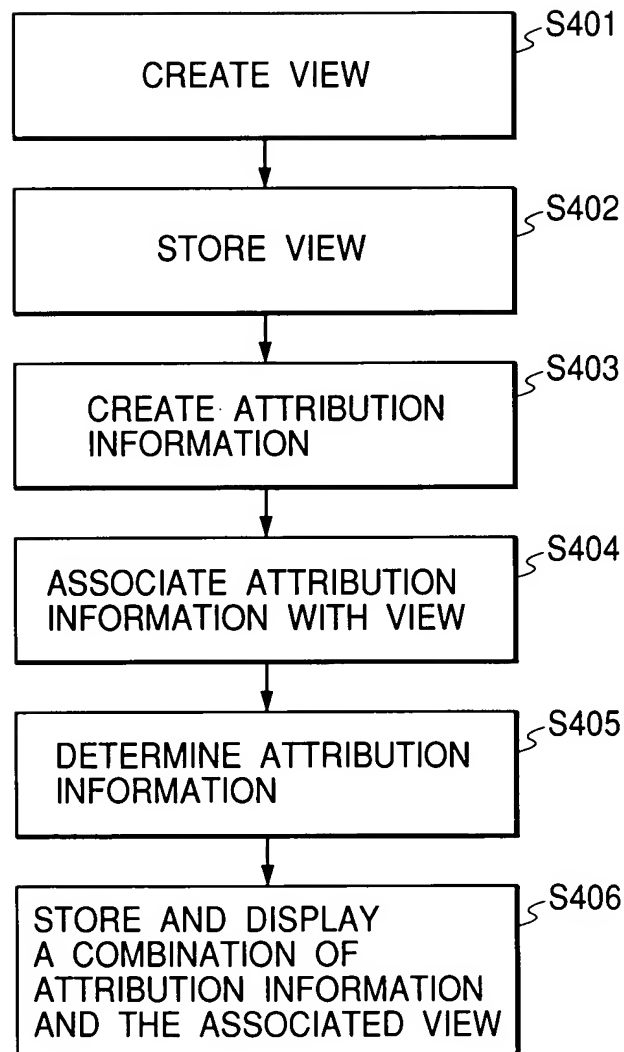 S401
CREATE VIEW
S402
STORE VIEW
S403
CREATE ATTRIBUTION
INFORMATION
S404
ASSOCIATE ATTRIBUTION
INFORMATION WITH VIEW
S405
DETERMINE ATTRIBUTION
INFORMATION
S406
STORE AND DISPLAY
A COMBINATION OF
ATTRIBUTION INFORMATION
AND THE ASSOCIATED VIEW